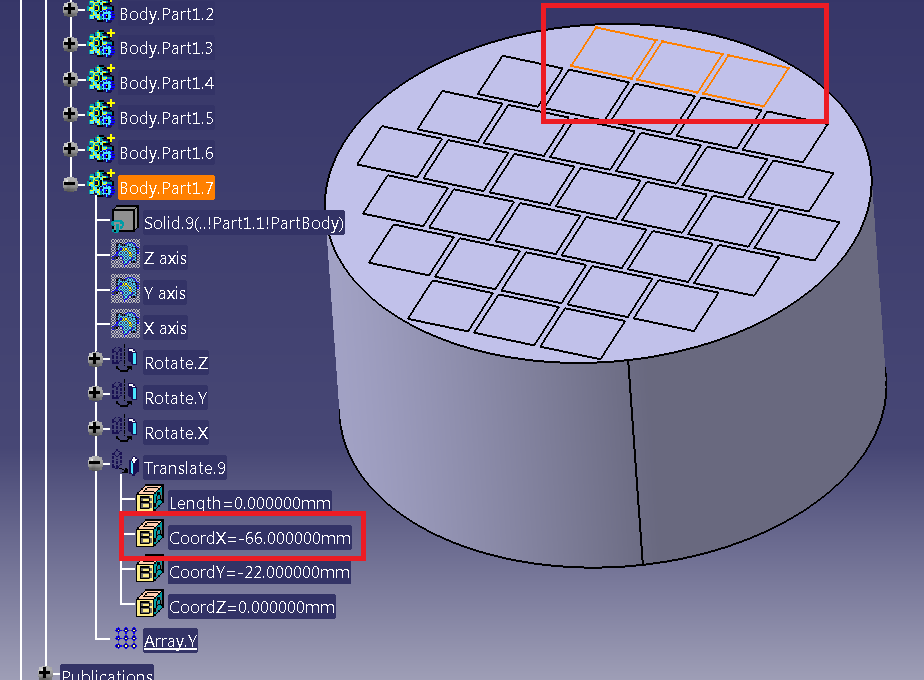 Body.Part1.2
Body.Part1.3
Body.Part1.4
Body.Part1.5
Body.Part1.6
Body.Part1.7
Solid.9(..!Part1.1!PartBody)
Z axis
Y axis
X axis
Rotate.Z
Rotate.Y
Rotate.X
Translate.9
B Length=0.000000mm
B CoordX=-66.000000mm
B CoordY=-22.000000mm
B CoordZ=0.000000mm
Array.Y
Publications